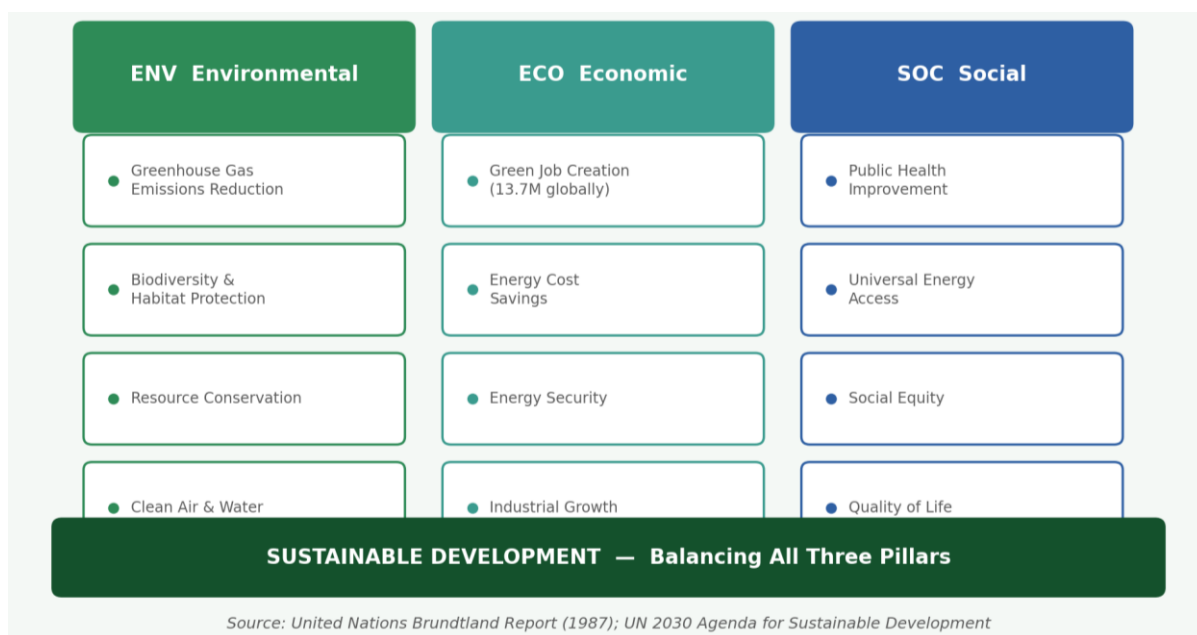 ENV  Environmental
Greenhouse Gas
Emissions Reduction
Biodiversity &
Habitat Protection
Resource Conservation
Clean Air & Water
ECO  Economic
Green Job Creation
(13.7M globally)
Energy Cost
Savings
Energy Security
Industrial Growth
SOC  Social
Public Health
Improvement
Universal Energy
Access
Social Equity
Quality of Life
SUSTAINABLE DEVELOPMENT  —  Balancing All Three Pillars
Source: United Nations Brundtland Report (1987); UN 2030 Agenda for Sustainable Development